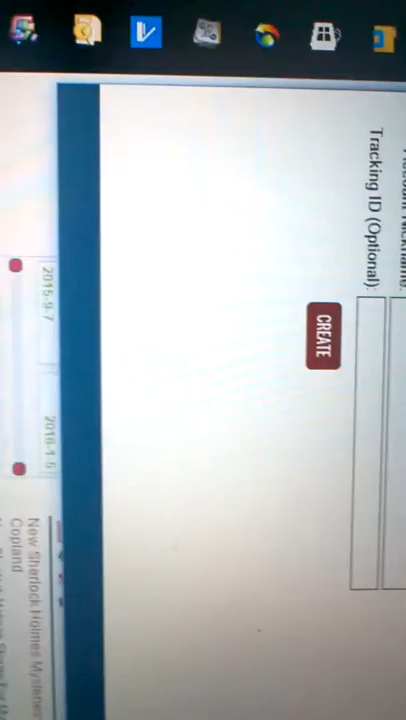 Tracking ID (Optional):
CREATE
2015-9-7
2016-1-5
New Sherlock Holmes Mysteries
Copland